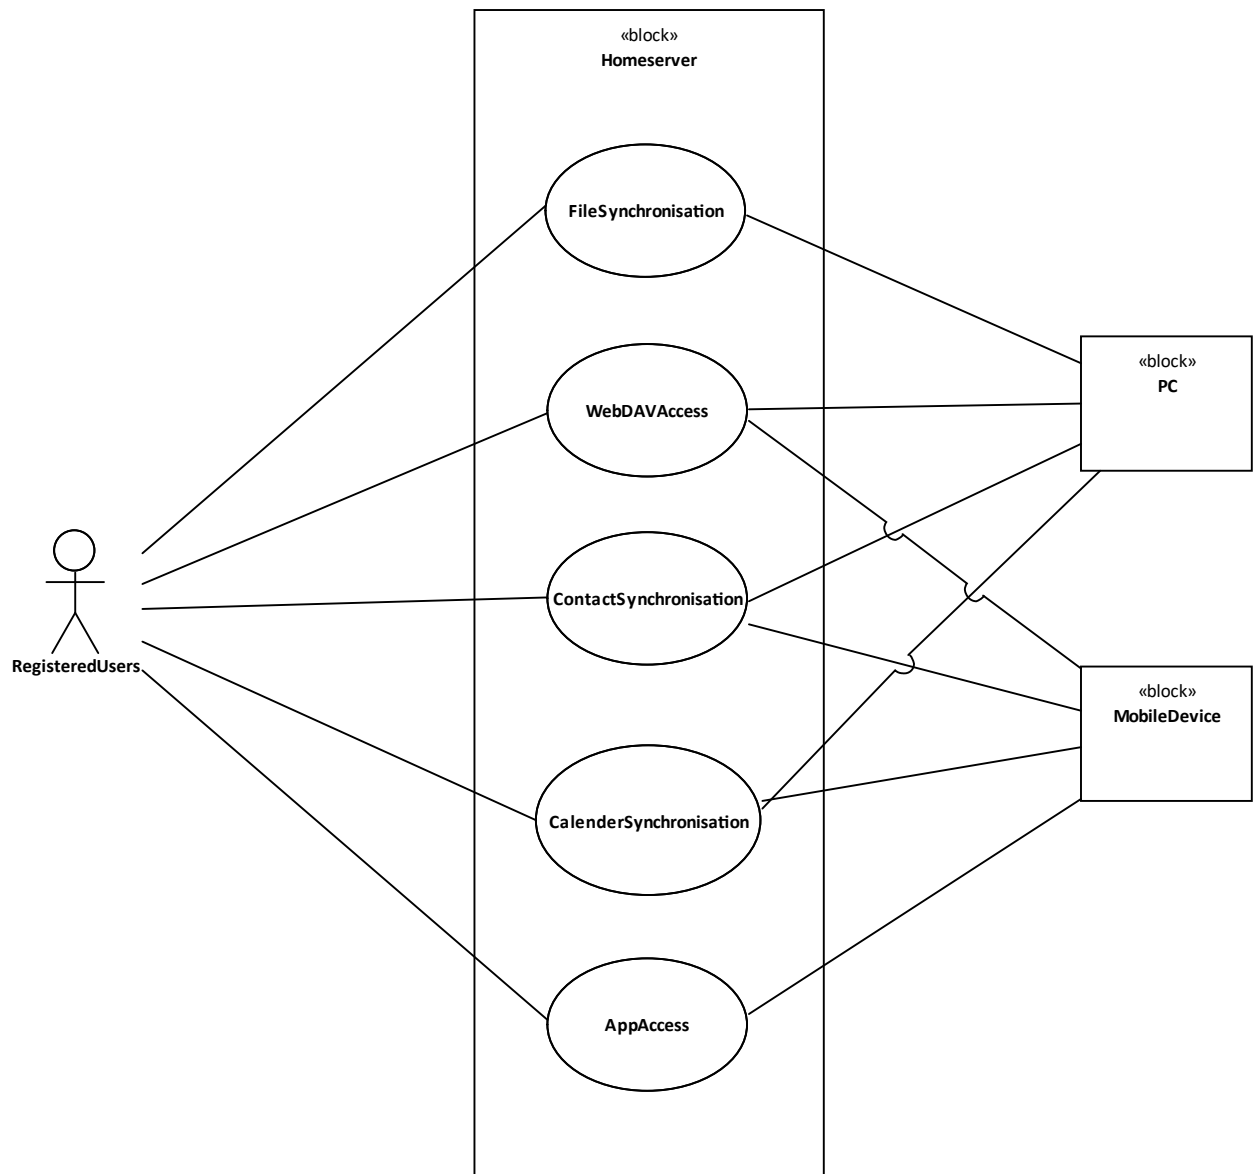 «block»
Homeserver
FileSynchronisation
WebDAVAccess
ContactSynchronisation
CalenderSynchronisation
AppAccess
RegisteredUsers
«block»
PC
«block»
MobileDevice